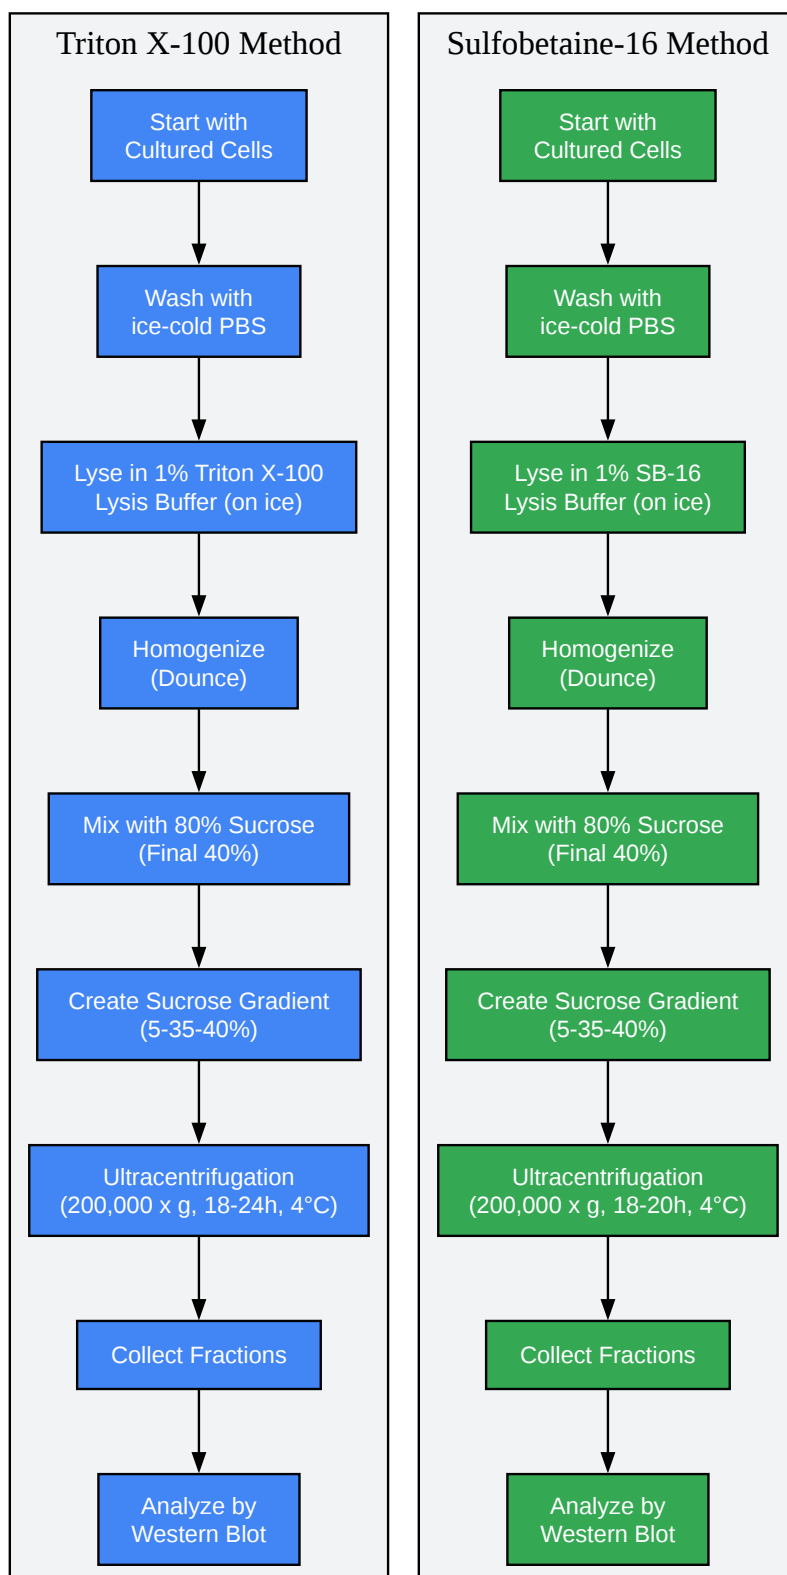 Triton X-100 Method
Start with
Cultured Cells
Wash with
ice-cold PBS
Lyse in 1% Triton X-100
Lysis Buffer (on ice)
Homogenize
(Dounce)
Mix with 80% Sucrose
(Final 40%)
Create Sucrose Gradient
(5-35-40%)
Ultracentrifugation
(200,000 x g, 18-24h, 4°C)
Collect Fractions
Analyze by
Western Blot
Sulfobetaine-16 Method
Start with
Cultured Cells
Wash with
ice-cold PBS
Lyse in 1% SB-16
Lysis Buffer (on ice)
Homogenize
(Dounce)
Mix with 80% Sucrose
(Final 40%)
Create Sucrose Gradient
(5-35-40%)
Ultracentrifugation
(200,000 x g, 18-20h, 4°C)
Collect Fractions
Analyze by
Western Blot